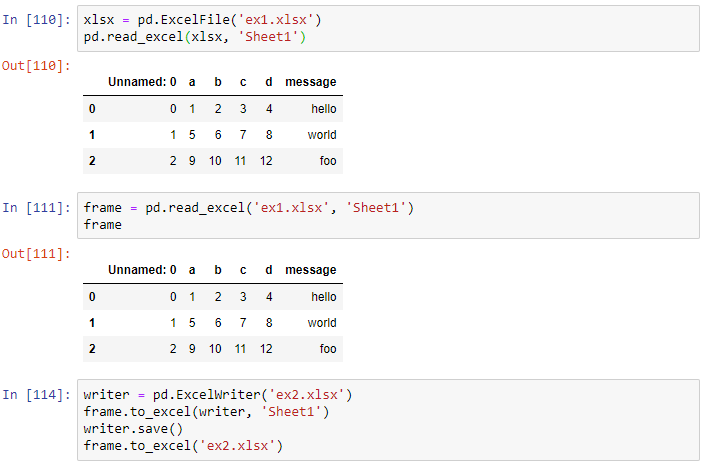 In [110]: xlsx = pd.ExcelFile('ex1.xlsx')
pd.read_excel(xlsx, 'Sheet1')
Out[110]:
Unnamed: 0 a b c d message
0 0 1 2 3 4 hello
1 1 5 6 7 8 world
2 2 9 10 11 12 foo
In [111]: frame = pd.read_excel('ex1.xlsx', 'Sheet1')
frame
Out[111]:
Unnamed: 0 a b c d message
0 0 1 2 3 4 hello
1 1 5 6 7 8 world
2 2 9 10 11 12 foo
In [114]: writer = pd.ExcelWriter('ex2.xlsx')
frame.to_excel(writer, 'Sheet1')
writer.save()
frame.to_excel('ex2.xlsx')